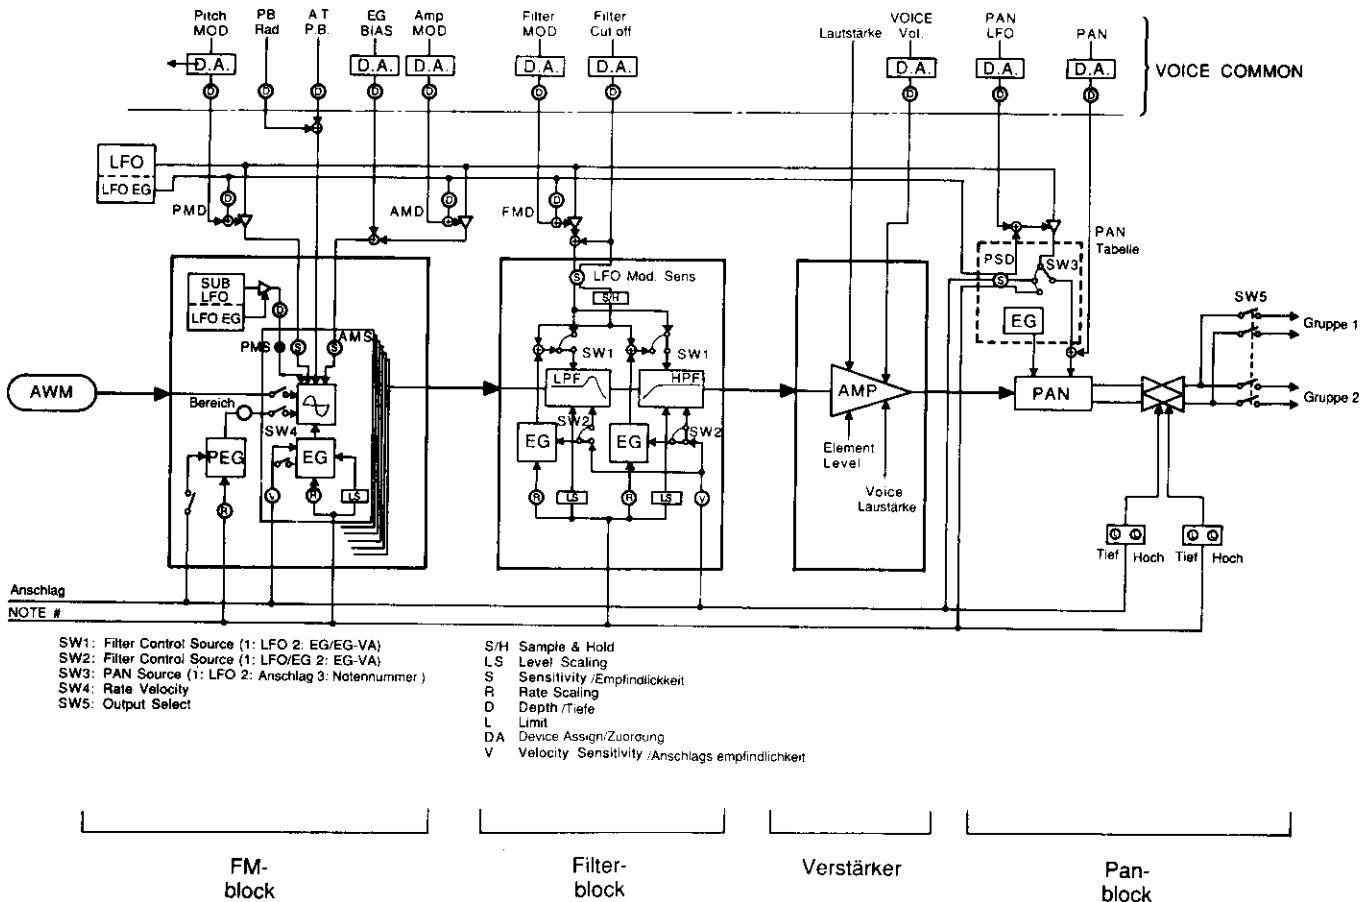 Pitch MOD
PB Rad
A T P.B.
EG BIAS
Amp MOD
Filter MOD
Filter Cut off
Lautstärke
VOICE Vol.
PAN LFO
PAN
D.A.
D.A.
D.A.
D.A.
D.A.
D.A.
D.A.
D.A.
VOICE COMMON
D
D
D
D
D
D
D
D
D
D
LFO
LFO EG
D
D
D
PMD
AMD
FMD
PAN Tabelle
PSD
SW3
S
EG
SUB LFO
LFO EG
D
PMS
S
S
AMS
S
LFO Mod. Sens
S/H
SW1
SW1
LPF
HPF
SW2
SW2
EG
EG
R
LS
R
LS
V
AWM
Bereich
SW4
PEG
EG
V
R
LS
R
AMP
Element Level
Voice Lautstärke
PAN
SW5
Gruppe 1
Gruppe 2
L
L
L
L
Tief
Hoch
Tief
Hoch
Anschlag
NOTE #
SW1: Filter Control Source (1: LFO 2: EG/EG-VA)
SW2: Filter Control Source (1: LFO/EG 2: EG-VA)
SW3: PAN Source (1: LFO 2: Anschlag 3: Notennummer )
SW4: Rate Velocity
SW5: Output Select
S/H Sample & Hold
LS Level Scaling
S Sensitivity /Empfindlickkeit
R Rate Scaling
D Depth /Tiefe
L Limit
DA Device Assign/Zuordung
V Velocity Sensitivity /Anschlags empfindlichkeit
FM-
block
Filter-
block
Verstärker
Pan-
block